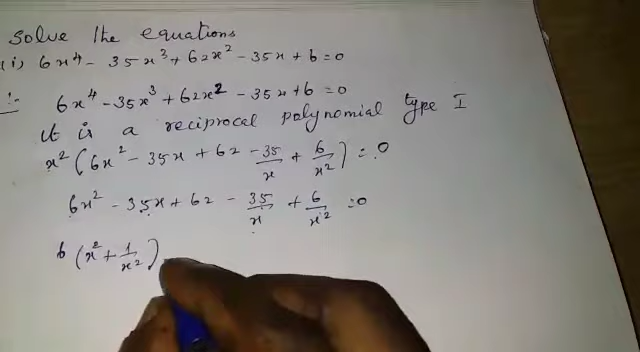 Solve the equations
(i) 6x⁴ - 35x³ + 62x² - 35x + 6 = 0
:-
6x⁴ - 35x³ + 62x² - 35x + 6 = 0
it is a reciprocal polynomial type I
x² (6x² - 35x + 62 - 35/x + 6/x²) = 0
6x² - 35x + 62 - 35/x + 6/x² = 0
6 (x² + 1/x²)